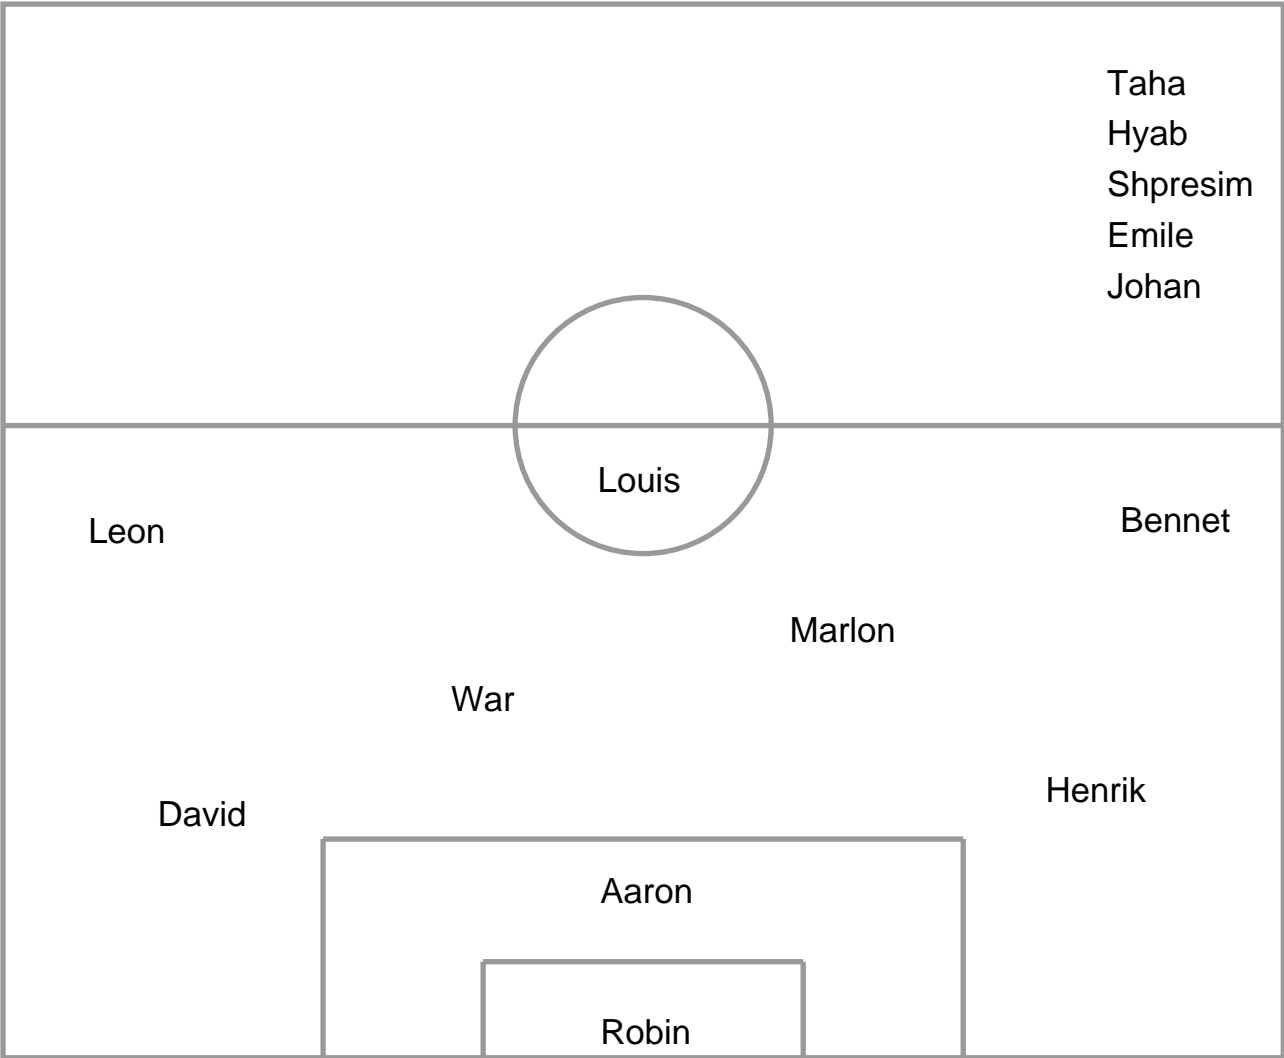 Taha
Hyab
Shpresim
Emile
Johan
Louis
Leon
Bennet
Marlon
War
David
Henrik
Aaron
Robin